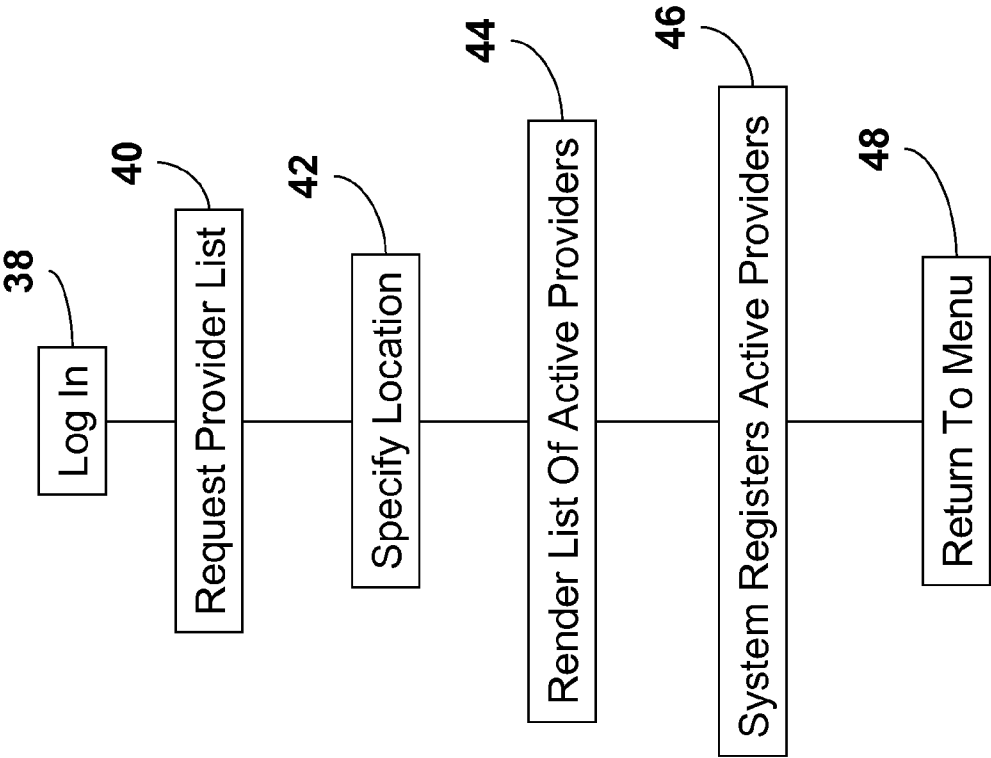 38
Log In
40
Request Provider List
42
Specify Location
44
Render List Of Active Providers
46
System Registers Active Providers
48
Return To Menu